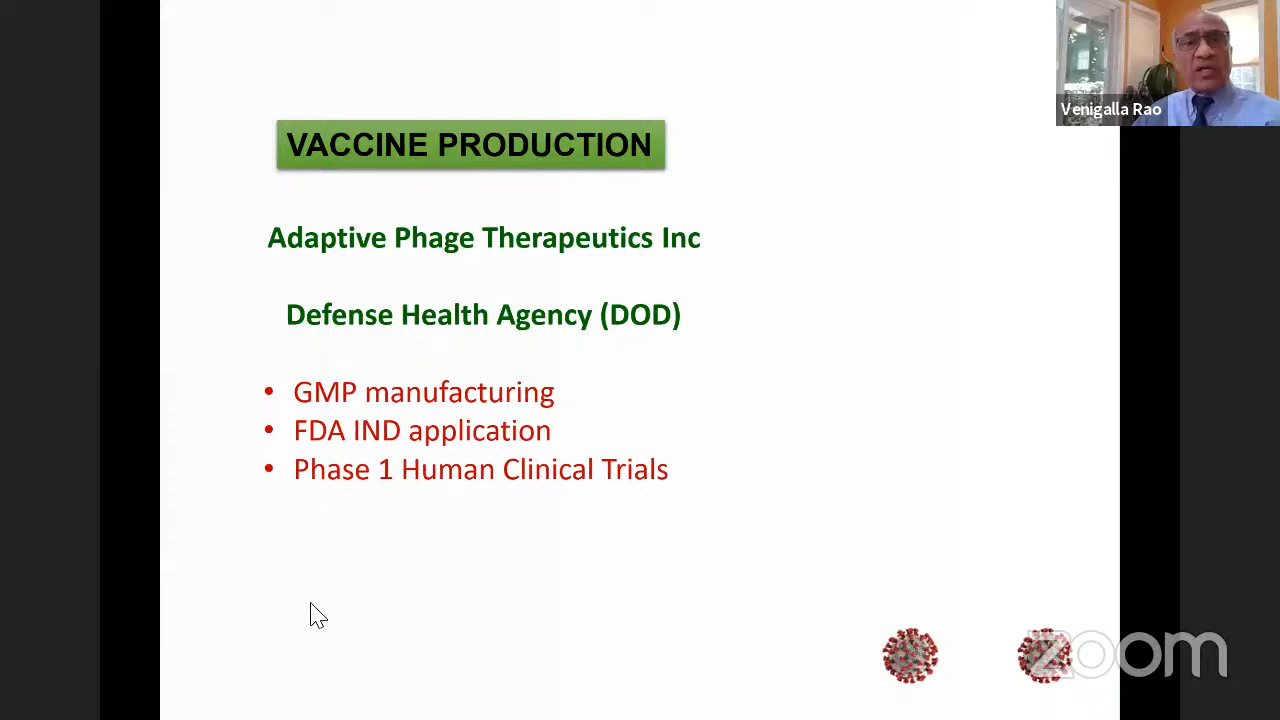 Venigalla Rao
VACCINE PRODUCTION
Adaptive Phage Therapeutics Inc
Defense Health Agency (DOD)
• GMP manufacturing
• FDA IND application
• Phase 1 Human Clinical Trials
zoom